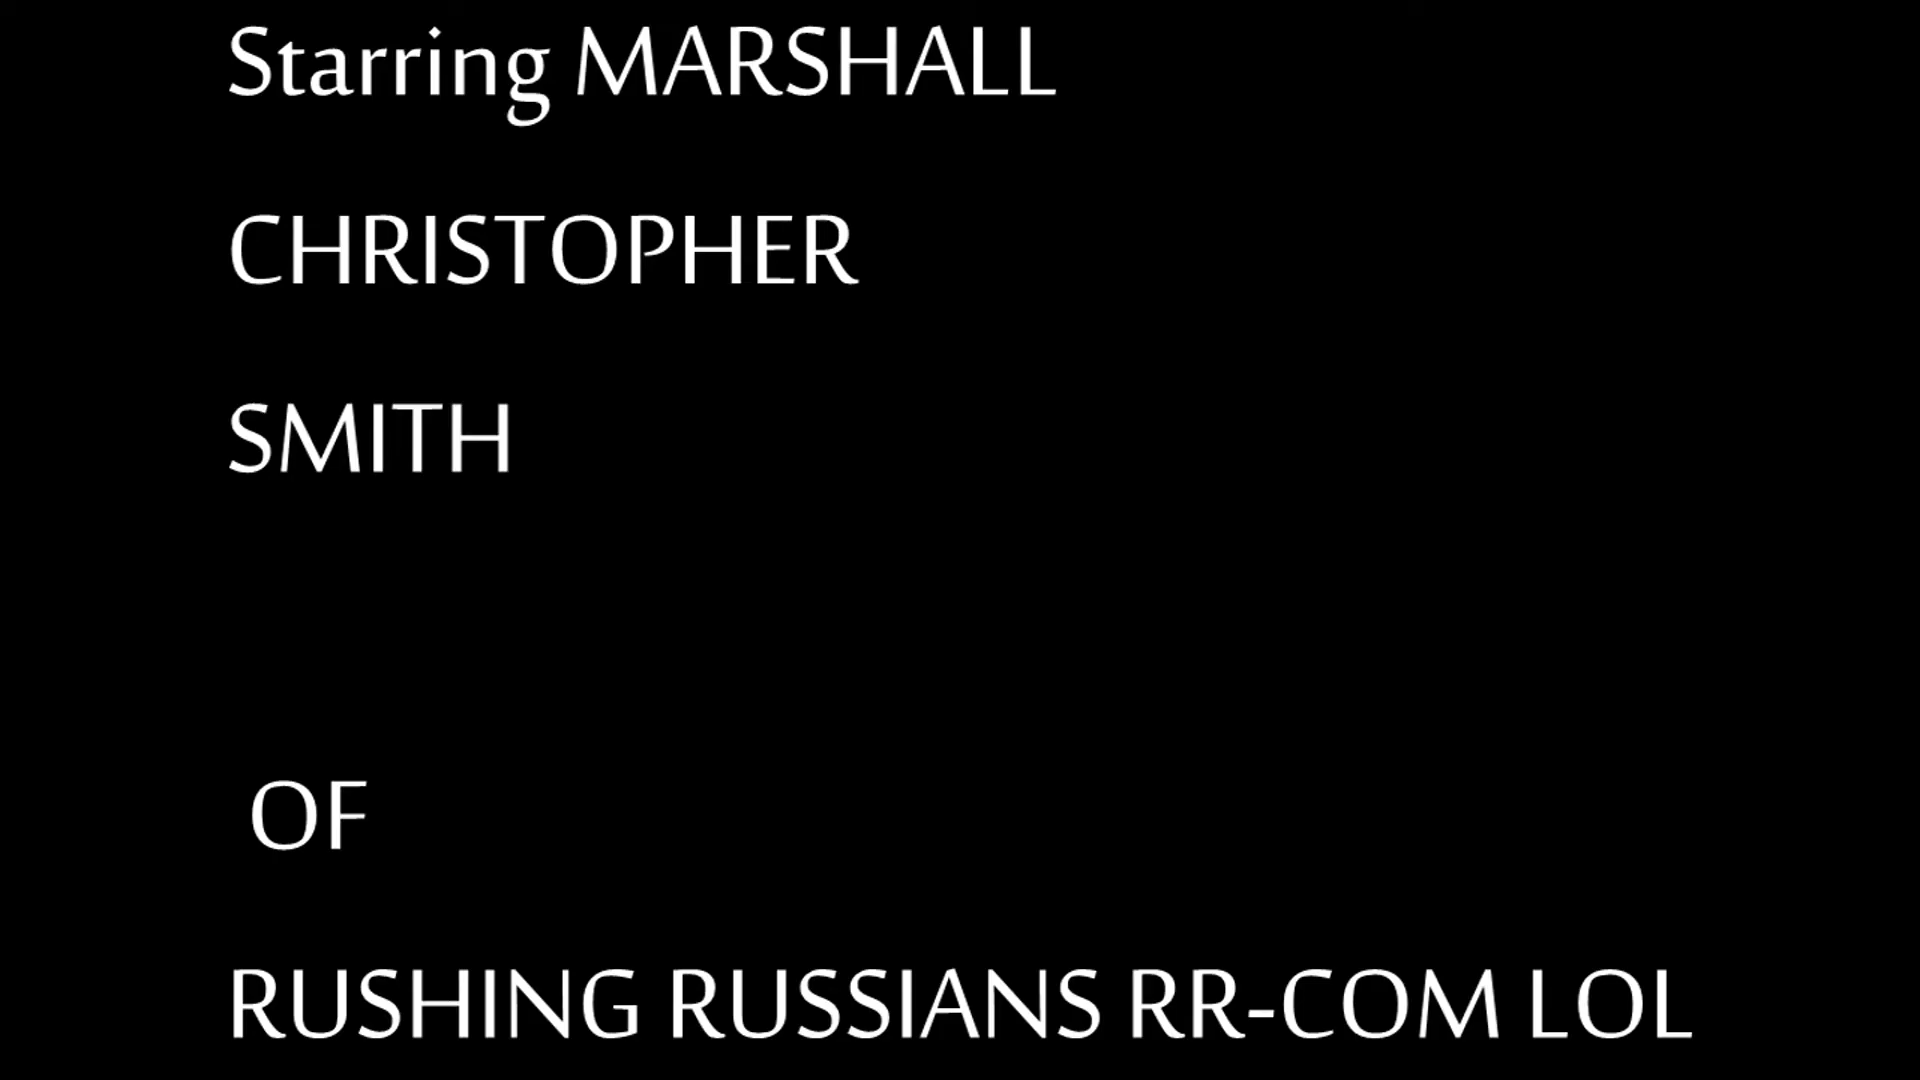 Starring MARSHALL
CHRISTOPHER
SMITH
OF
RUSHING RUSSIANS RR-COM LOL